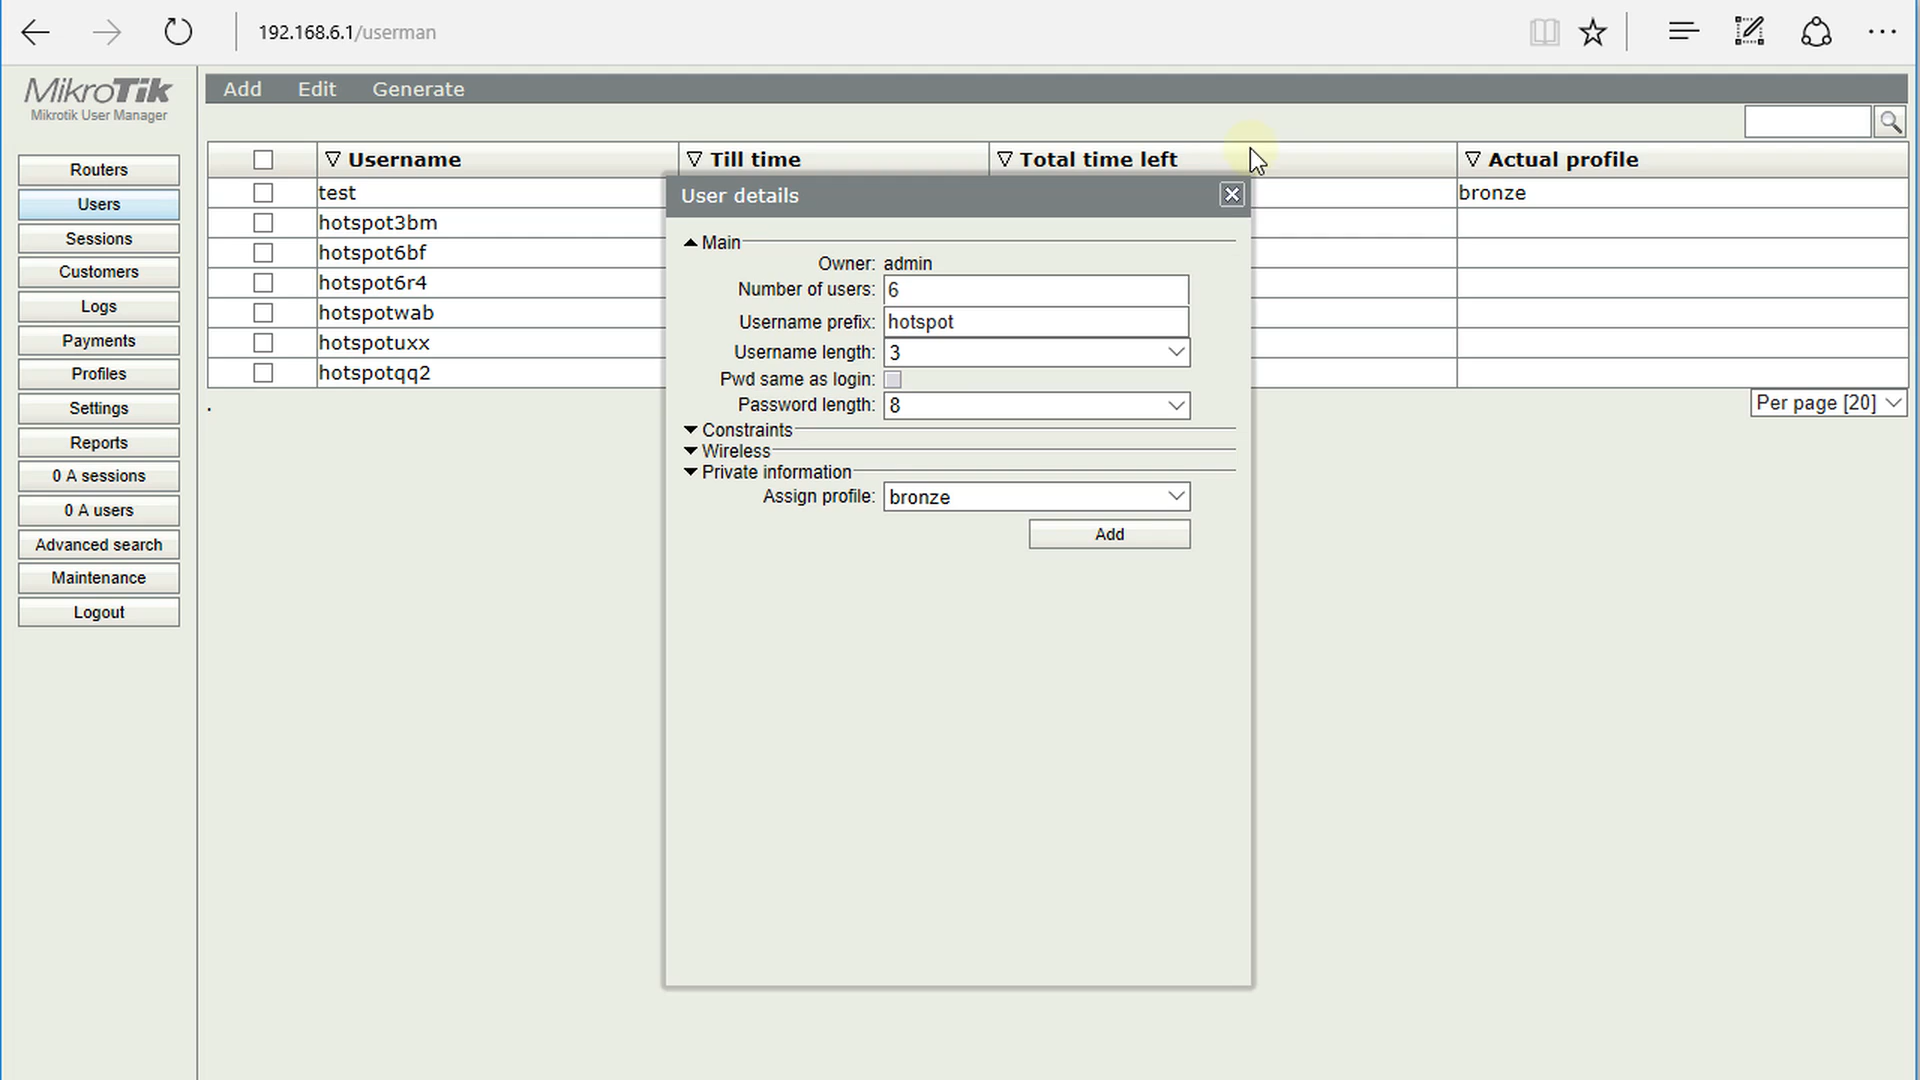 192.168.6.1/userman
MikroTik
Mikrotik User Manager
Routers
Users
Sessions
Customers
Logs
Payments
Profiles
Settings
Reports
0 A sessions
0 A users
Advanced search
Maintenance
Logout
Add Edit Generate
Username Till time Total time left Actual profile
test bronze
hotspot3bm
hotspot6bf
hotspot6r4
hotspotwab
hotspotuxx
hotspotqq2
.
Per page [20]
User details
Main
Owner: admin
Number of users: 6
Username prefix: hotspot
Username length: 3
Pwd same as login:
Password length: 8
Constraints
Wireless
Private information
Assign profile: bronze
Add